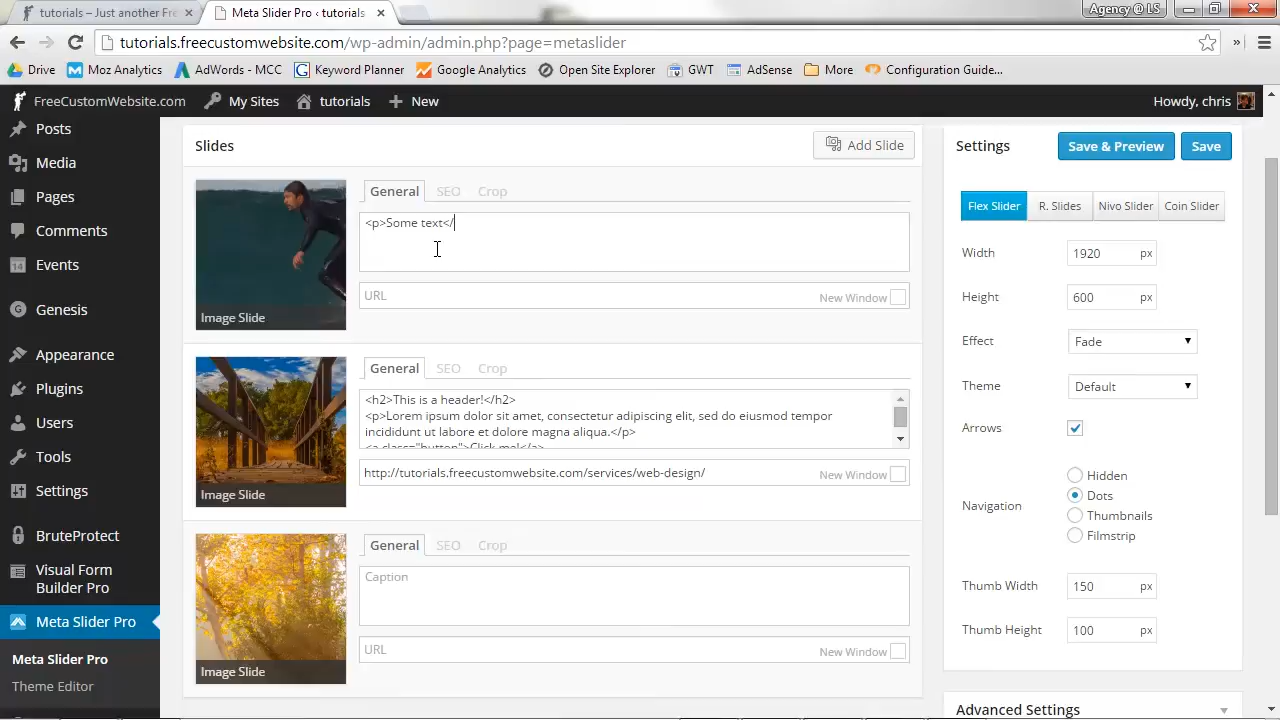 tutorials – Just another Fre
Meta Slider Pro ‹ tutorials
Agency @ LS
tutorials.freecustomwebsite.com/wp-admin/admin.php?page=metaslider
Drive
Moz Analytics
AdWords - MCC
Keyword Planner
Google Analytics
Open Site Explorer
GWT
AdSense
More
Configuration Guide...
FreeCustomWebsite.com
My Sites
tutorials
New
Howdy, chris
Posts
Media
Pages
Comments
Events
Genesis
Appearance
Plugins
Users
Tools
Settings
BruteProtect
Visual Form
Builder Pro
Meta Slider Pro
Meta Slider Pro
Theme Editor
Slides
Add Slide
Image Slide
General SEO Crop
<p>Some text</
URL
New Window
Image Slide
General SEO Crop
<h2>This is a header!</h2>
<p>Lorem ipsum dolor sit amet, consectetur adipiscing elit, sed do eiusmod tempor
incididunt ut labore et dolore magna aliqua.</p>
<a class="button">Click me!</a>
http://tutorials.freecustomwebsite.com/services/web-design/
New Window
Image Slide
General SEO Crop
Caption
URL
New Window
Settings
Save & Preview
Save
Flex Slider
R. Slides
Nivo Slider
Coin Slider
Width 1920 px
Height 600 px
Effect Fade
Theme Default
Arrows
Navigation
Hidden
Dots
Thumbnails
Filmstrip
Thumb Width 150 px
Thumb Height 100 px
Advanced Settings